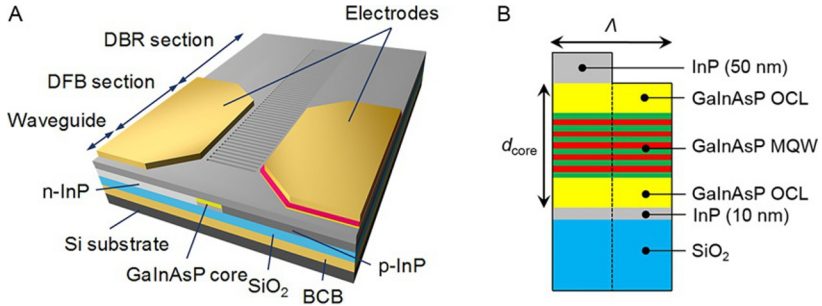 A
Electrodes
DBR section
DFB section
Waveguide
n-InP
Si substrate
GaInAsP core
SiO₂
BCB
p-InP
B
Λ
InP (50 nm)
GaInAsP OCL
d_core
GaInAsP MQW
GaInAsP OCL
InP (10 nm)
SiO₂